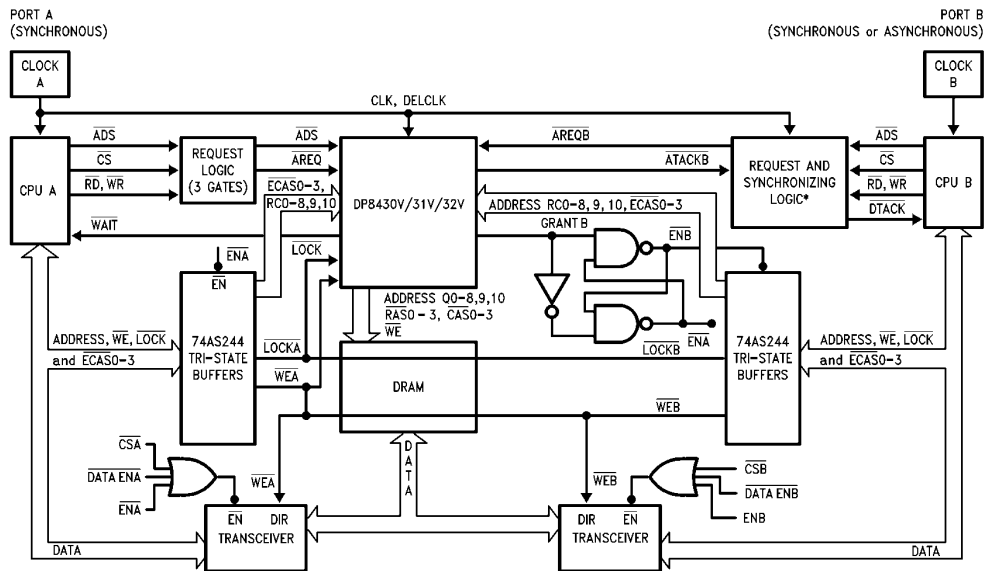 PORT A
(SYNCHRONOUS)
PORT B
(SYNCHRONOUS or ASYNCHRONOUS)
CLOCK
A
CLOCK
B
CLK, DELCLK
CPU A
ADS
CS
RD, WR
WAIT
REQUEST
LOGIC
(3 GATES)
ADS
AREQ
ECAS0-3,
RC0-8,9,10
DP8430V/31V/32V
AREQB
ATACKB
ADDRESS RC0-8, 9, 10, ECAS0-3
GRANT B
REQUEST AND
SYNCHRONIZING
LOGIC*
ADS
CS
RD, WR
DTACK
CPU B
ENA
EN
LOCK
ENB
ENA
ADDRESS Q0-8,9,10
RAS0-3, CAS0-3
WE
ADDRESS, WE, LOCK
and ECAS0-3
74AS244
TRI-STATE
BUFFERS
LOCKA
WEA
DRAM
LOCKB
WEB
74AS244
TRI-STATE
BUFFERS
ADDRESS, WE, LOCK
and ECAS0-3
CSA
DATA ENA
ENA
WEA
DATA
WEB
CSB
DATA ENB
ENB
EN DIR
TRANSCEIVER
DIR EN
TRANSCEIVER
DATA
DATA